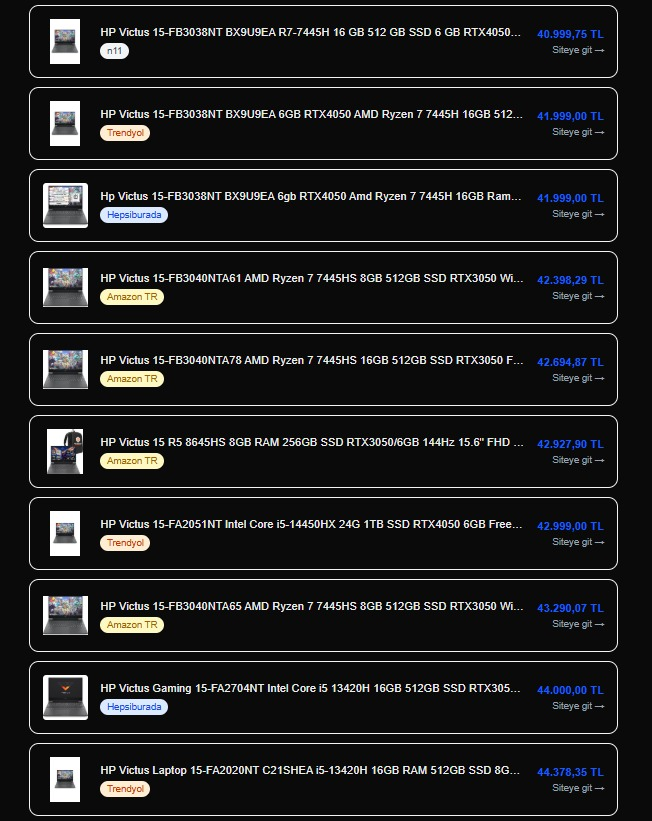 HP Victus 15-FB3038NT BX9U9EA R7-7445H 16 GB 512 GB SSD 6 GB RTX4050...
40.999,75 TL
n11
Siteye git →
HP Victus 15-FB3038NT BX9U9EA 6GB RTX4050 AMD Ryzen 7 7445H 16GB 512...
41.999,00 TL
Trendyol
Siteye git →
Hp Victus 15-FB3038NT BX9U9EA 6gb RTX4050 Amd Ryzen 7 7445H 16GB Ram...
41.999,00 TL
Hepsiburada
Siteye git →
HP Victus 15-FB3040NTA61 AMD Ryzen 7 7445HS 8GB 512GB SSD RTX3050 Wi...
42.398,29 TL
Amazon TR
Siteye git →
HP Victus 15-FB3040NTA78 AMD Ryzen 7 7445HS 16GB 512GB SSD RTX3050 F...
42.694,87 TL
Amazon TR
Siteye git →
HP Victus 15 R5 8645HS 8GB RAM 256GB SSD RTX3050/6GB 144Hz 15.6" FHD ...
42.927,90 TL
Amazon TR
Siteye git →
HP Victus 15-FA2051NT Intel Core i5-14450HX 24G 1TB SSD RTX4050 6GB Free...
42.999,00 TL
Trendyol
Siteye git →
HP Victus 15-FB3040NTA65 AMD Ryzen 7 7445HS 8GB 512GB SSD RTX3050 Wi...
43.290,07 TL
Amazon TR
Siteye git →
HP Victus Gaming 15-FA2704NT Intel Core i5 13420H 16GB 512GB SSD RTX305...
44.000,00 TL
Hepsiburada
Siteye git →
HP Victus Laptop 15-FA2020NT C21SHEA i5-13420H 16GB RAM 512GB SSD 8G...
44.378,35 TL
Trendyol
Siteye git →